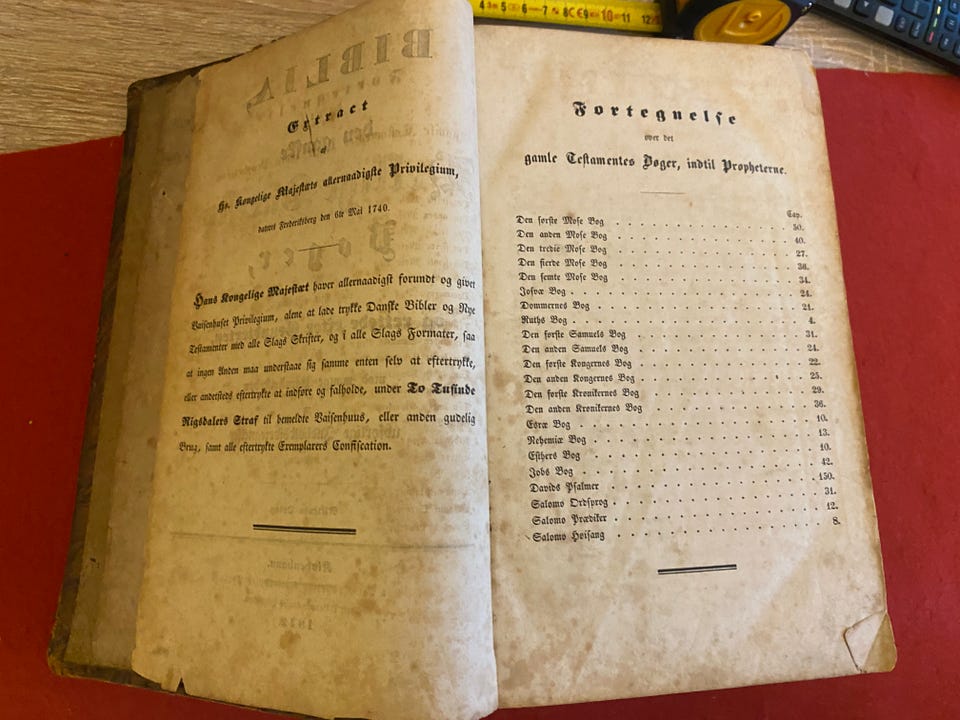 Extract
af
Hs. Kongelige Majestæts allernaadigste Privilegium,
dateret Frederiksberg den 6te Mai 1740.
Hans Kongelige Majestæt haver allernaadigst forundt og givet
Vaisenhuset Privilegium, alene at lade trykke Danske Bibler og Nye
Testamenter med alle Slags Skrifter, og i alle Slags Formater, saa
at ingen Anden maa understaae sig samme enten selv at eftertrykke,
eller andetsteds eftertrykte at indføre og falholde, under To Tusinde
Rigsdalers Straf til bemeldte Vaisenhuus, eller anden gudelig
Brug, samt alle eftertrykte Exemplarers Confiscation.
Fortegnelse
over det
gamle Testamentes Bøger, indtil Propheterne.
Cap.
Den første Mose Bog 50.
Den anden Mose Bog 40.
Den tredie Mose Bog 27.
Den fierde Mose Bog 36.
Den femte Mose Bog 34.
Josvæ Bog 24.
Dommernes Bog 21.
Ruths Bog 4.
Den første Samuels Bog 31.
Den anden Samuels Bog 24.
Den første Kongernes Bog 22.
Den anden Kongernes Bog 25.
Den første Krønikernes Bog 29.
Den anden Krønikernes Bog 36.
Esræ Bog 10.
Nehemiæ Bog 13.
Esthers Bog 10.
Jobs Bog 42.
Davids Psalmer 150.
Salomo Ordsprog 31.
Salomo Prædiker 12.
Salomo Høisang 8.